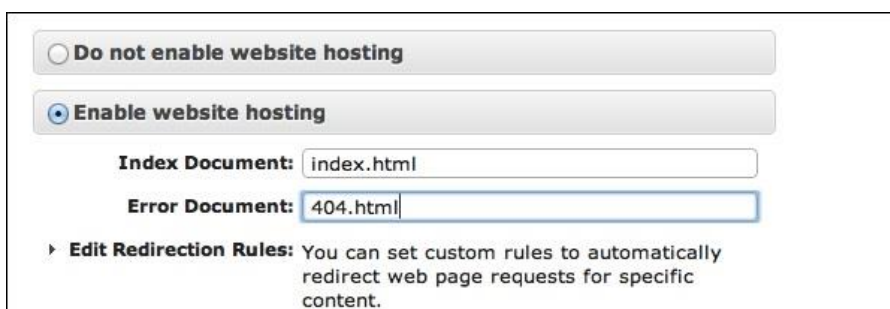 Do not enable website hosting
Enable website hosting
Index Document: index.html
Error Document: 404.html
Edit Redirection Rules: You can set custom rules to automatically
redirect web page requests for specific
content.